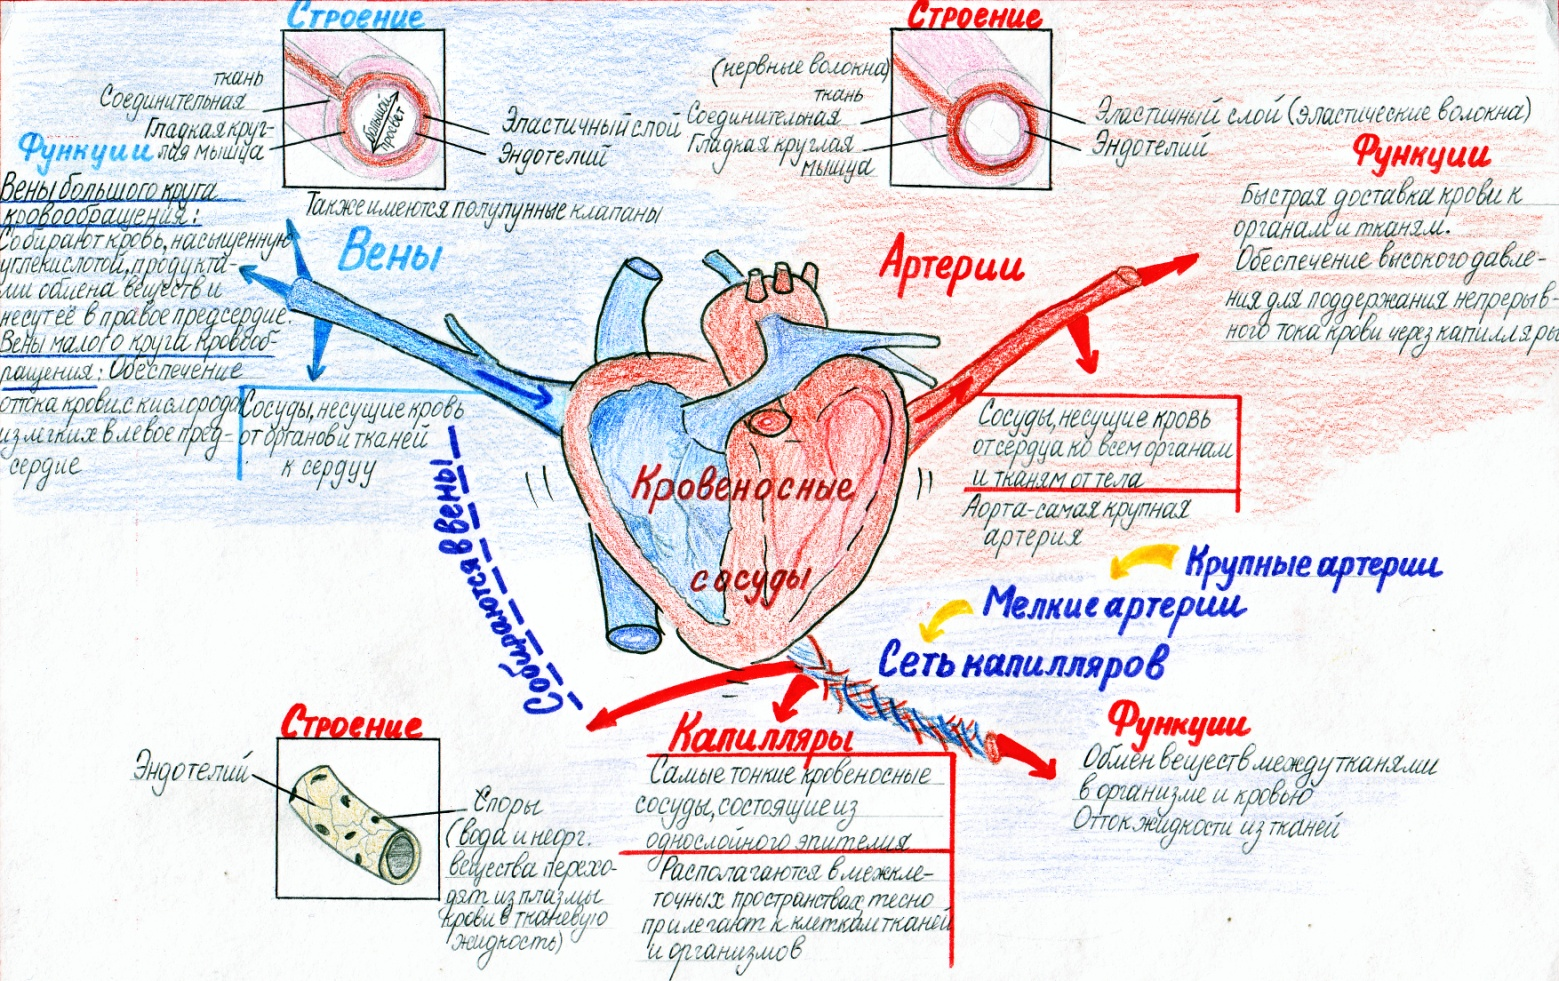 Строение
ткань
Соединительная
Гладкая круг-
лая мышца
большой
просвет
Эластичный слой
Эндотелий
Также имеются полулунные клапаны
Функции
Вены большого круга
кровообращения:
Собирают кровь, насыщенную
углекислотой, продукта-
ми обмена веществ и
несут её в правое предсердие.
Вены малого круга кровооб-
ращения: Обеспечение
оттока крови с кислорода
из легких в левое пред-
сердие
Вены
Сосуды, несущие кровь
от органов и тканей
к сердцу
Собираются в вены
Строение
(нервные волокна)
ткань
Соединительная
Гладкая круглая
мышца
Эластичный слой (эластические волокна)
Эндотелий
Функции
Быстрая доставка крови к
органам и тканям.
Обеспечение высокого давле-
ния для поддержания непрерыв-
ного тока крови через капилляры
Артерии
Сосуды, несущие кровь
от сердца ко всем органам
и тканям от тела
Аорта-самая крупная
артерия
Кровеносные
сосуды
Крупные артерии
Мелкие артерии
Сеть капилляров
Строение
Эндотелий
Споры
(вода и неорг.
вещества перехо-
дят из плазмы
крови в тканевую
жидкость)
Капилляры
Самые тонкие кровеносные
сосуды, состоящие из
однослойного эпителия
Располагаются в межкле-
точных пространствах, тесно
прилегают к клеткам тканей
и организмов
Функции
Обмен веществ между тканями
в организме и кровью
Отток жидкости из тканей